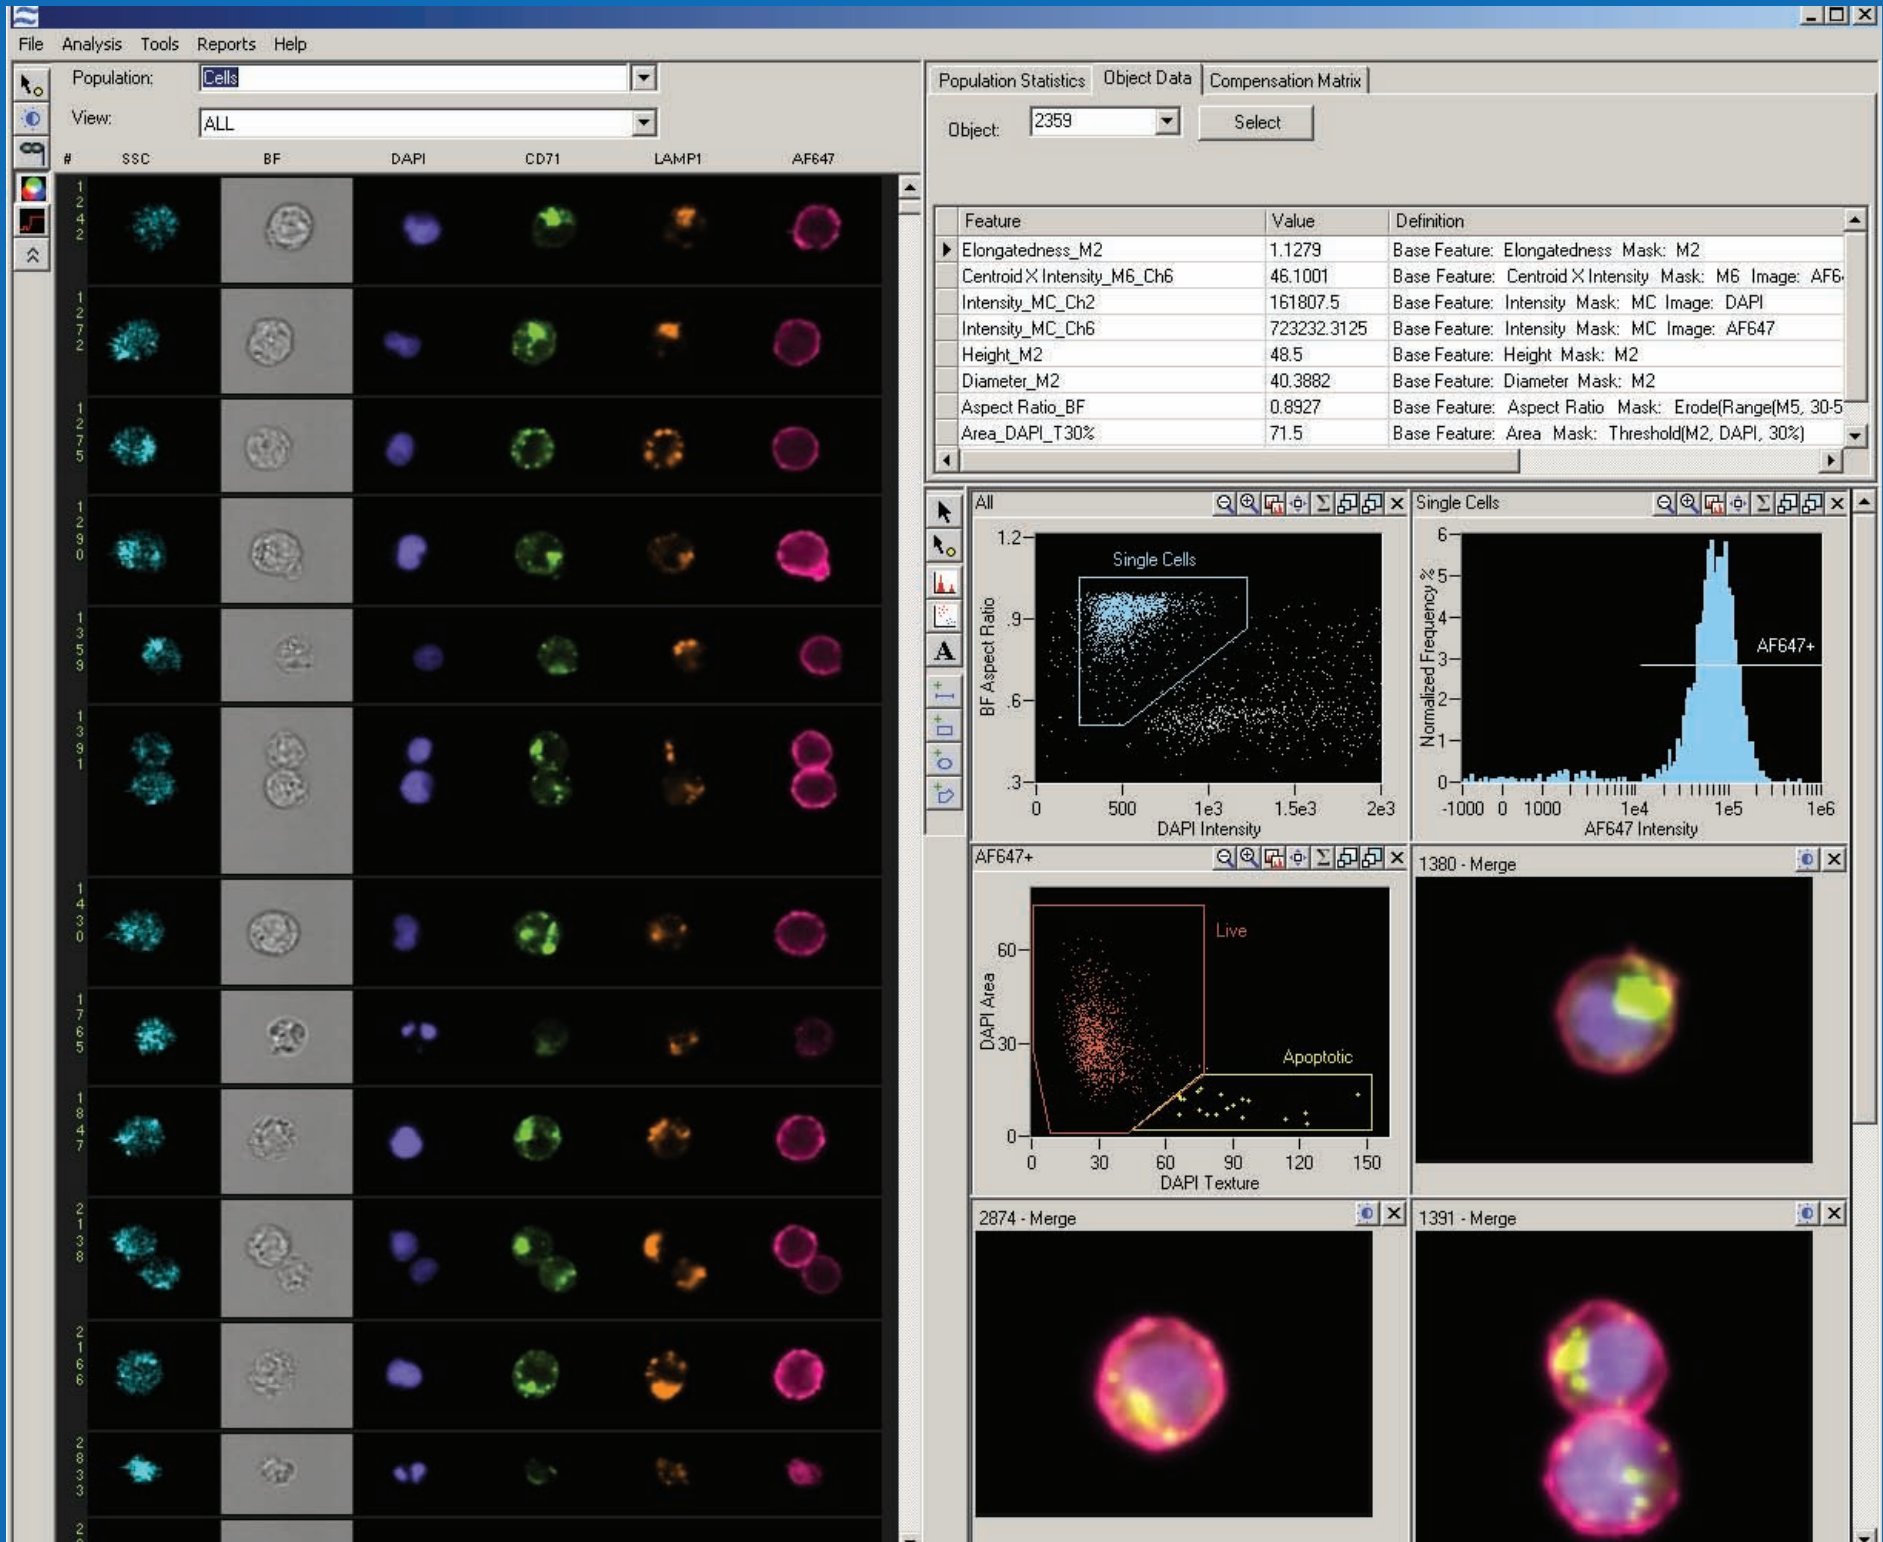 File Analysis Tools Reports Help
Population: Cells
View: ALL
# SSC BF DAPI CD71 LAMP1 AF647
1242
1272
1275
1290
1359
1391
1430
1765
1847
2138
2166
2833
Population Statistics Object Data Compensation Matrix
Object: 2359 Select
Feature Value Definition
Elongatedness_M2 1.1279 Base Feature: Elongatedness Mask: M2
Centroid X Intensity_M6_Ch6 46.1001 Base Feature: Centroid X Intensity Mask: M6 Image: AF6
Intensity_MC_Ch2 161807.5 Base Feature: Intensity Mask: MC Image: DAPI
Intensity_MC_Ch6 723232.3125 Base Feature: Intensity Mask: MC Image: AF647
Height_M2 48.5 Base Feature: Height Mask: M2
Diameter_M2 40.3882 Base Feature: Diameter Mask: M2
Aspect Ratio_BF 0.8927 Base Feature: Aspect Ratio Mask: Erode(Range(M5, 30-5
Area_DAPI_T30% 71.5 Base Feature: Area Mask: Threshold(M2, DAPI, 30%)
A
All
1.2
.9
.6
.3
BF Aspect Ratio
Single Cells
0 500 1e3 1.5e3 2e3
DAPI Intensity
Single Cells
6
5
4
3
2
1
0
Normalized Frequency %
AF647+
-1000 0 1000 1e4 1e5 1e6
AF647 Intensity
AF647+
60
30
0
DAPI Area
Live
Apoptotic
0 30 60 90 120 150
DAPI Texture
1380 - Merge
2874 - Merge
1391 - Merge